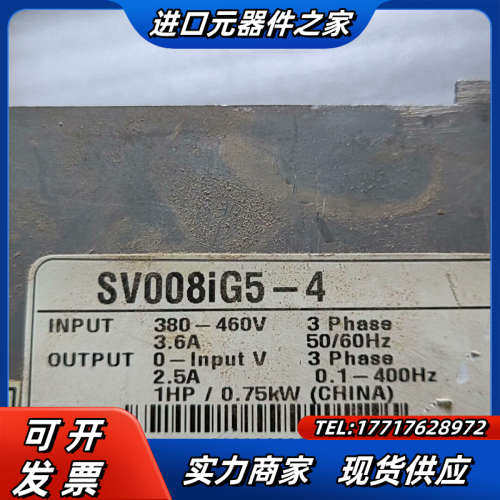 进口元器件之家
SV008iG5-4
INPUT 380-460V 3 Phase
3.6A 50/60Hz
OUTPUT 0-Input V 3 Phase
2.5A 0.1-400Hz
1HP / 0.75kW (CHINA)
TEL:17717628972
可开
发票
实力商家 现货供应